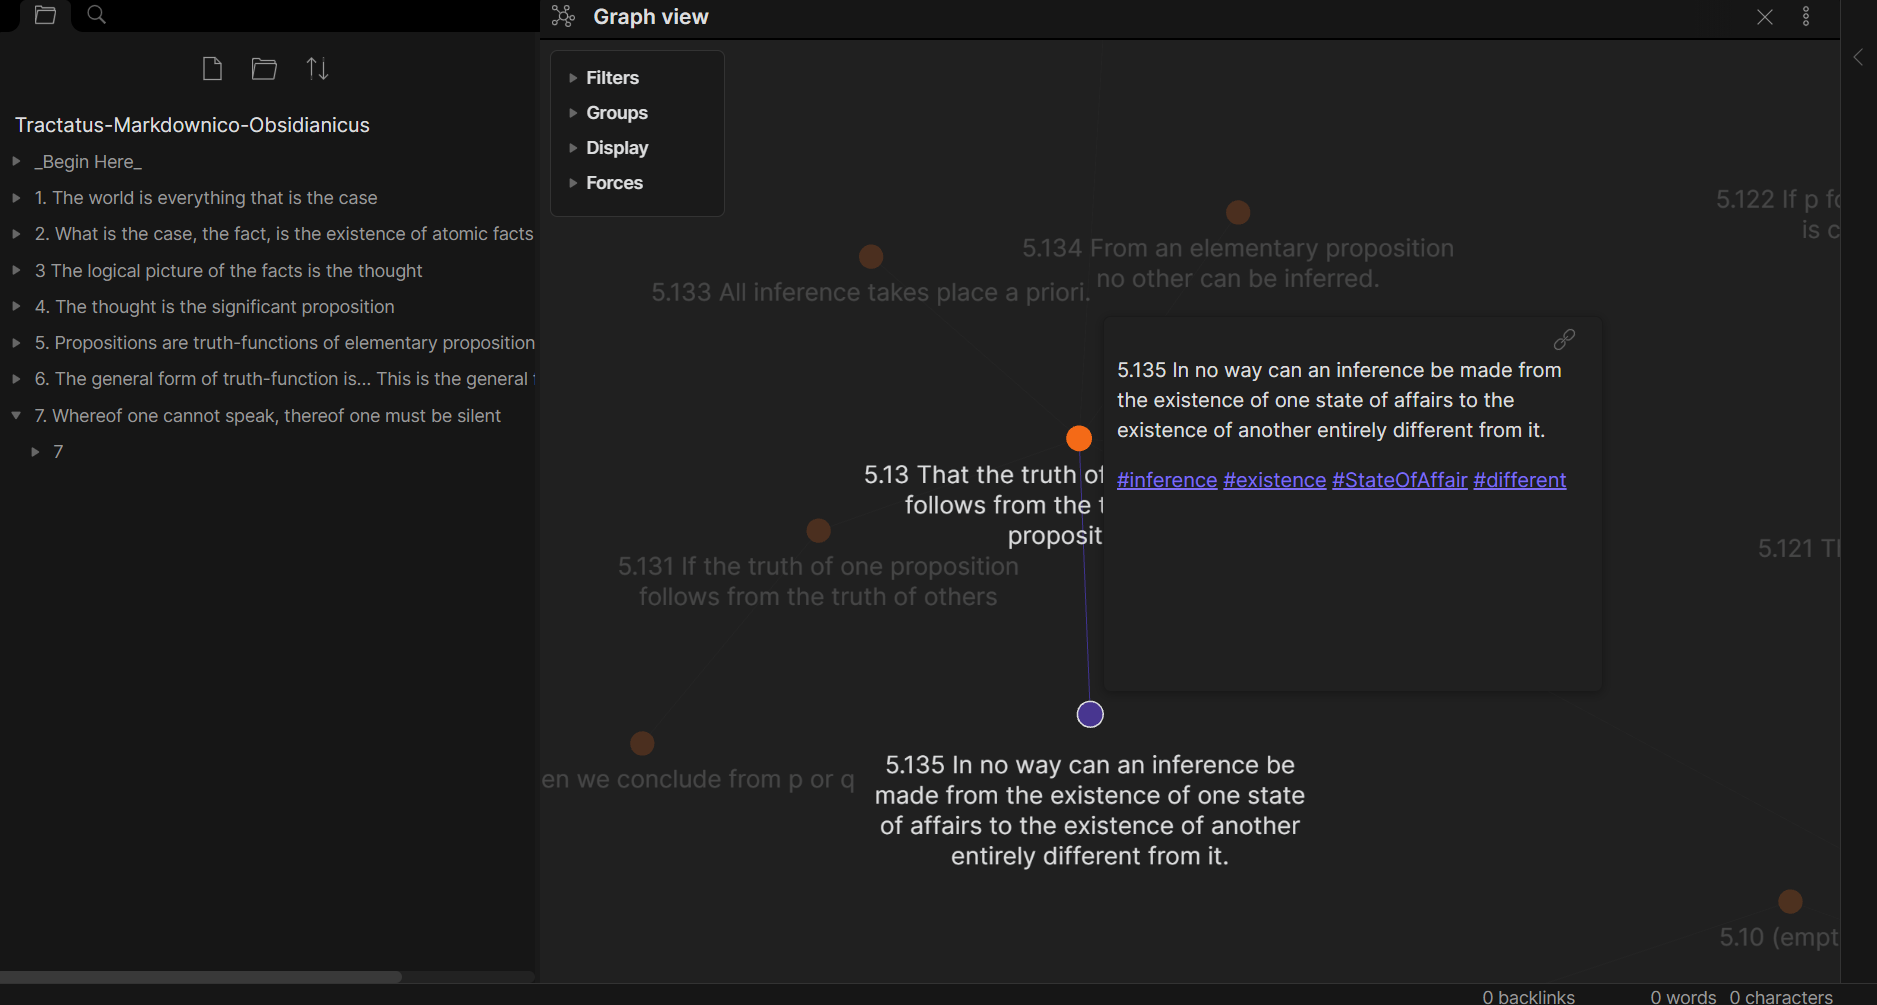 Graph view
Filters
Groups
Display
Forces
Tractatus-Markdownico-Obsidianicus
_Begin Here_
1. The world is everything that is the case
2. What is the case, the fact, is the existence of atomic facts
3 The logical picture of the facts is the thought
4. The thought is the significant proposition
5. Propositions are truth-functions of elementary proposition
6. The general form of truth-function is... This is the general
7. Whereof one cannot speak, thereof one must be silent
7
5.122 If p fo
is c
5.134 From an elementary proposition
no other can be inferred.
5.133 All inference takes place a priori.
5.135 In no way can an inference be made from
the existence of one state of affairs to the
existence of another entirely different from it.
#inference #existence #StateOfAffair #different
5.13 That the truth of
follows from the t
proposit
5.131 If the truth of one proposition
follows from the truth of others
5.121 Th
en we conclude from p or q
5.135 In no way can an inference be
made from the existence of one state
of affairs to the existence of another
entirely different from it.
5.10 (empt
0 backlinks
0 words 0 characters